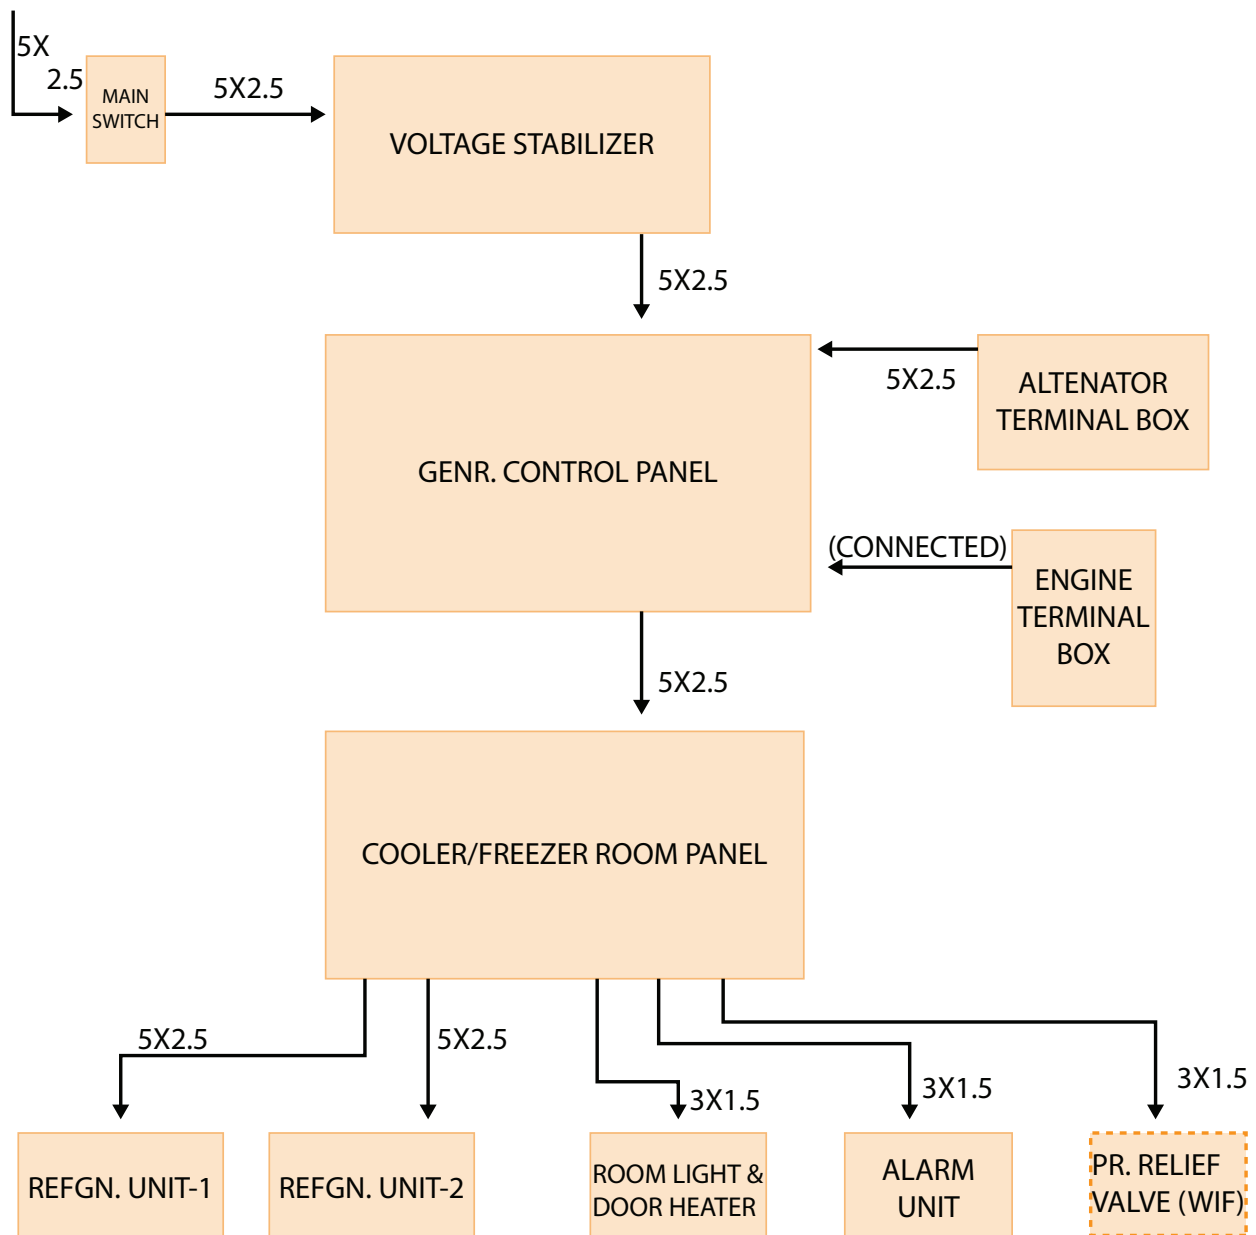 5X
2.5
MAIN
SWITCH
5X2.5
VOLTAGE STABILIZER
5X2.5
GENR. CONTROL PANEL
5X2.5
ALTENATOR
TERMINAL BOX
(CONNECTED)
ENGINE
TERMINAL
BOX
5X2.5
COOLER/FREEZER ROOM PANEL
5X2.5
5X2.5
3X1.5
3X1.5
3X1.5
REFGN. UNIT-1
REFGN. UNIT-2
ROOM LIGHT &
DOOR HEATER
ALARM
UNIT
PR. RELIEF
VALVE (WIF)